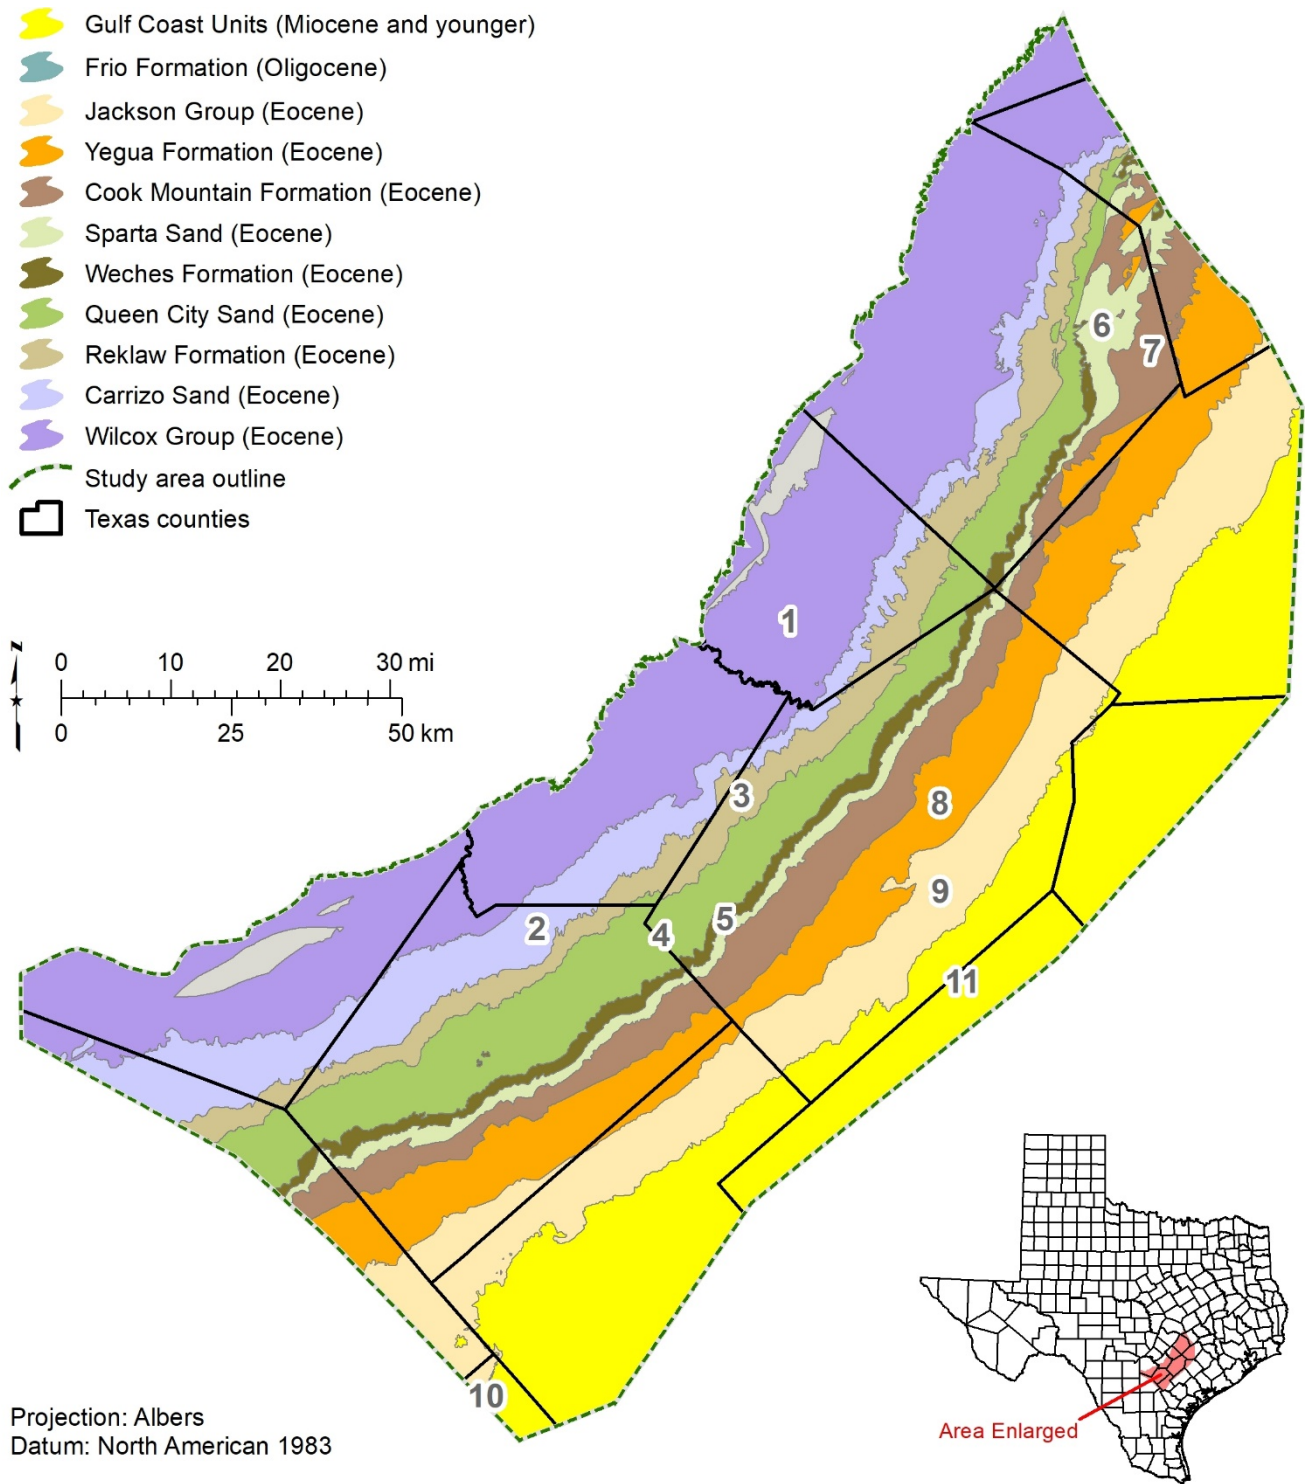 Gulf Coast Units (Miocene and younger)
Frio Formation (Oligocene)
Jackson Group (Eocene)
Yegua Formation (Eocene)
Cook Mountain Formation (Eocene)
Sparta Sand (Eocene)
Weches Formation (Eocene)
Queen City Sand (Eocene)
Reklaw Formation (Eocene)
Carrizo Sand (Eocene)
Wilcox Group (Eocene)
Study area outline
Texas counties
6
7
1
N
0 10 20 30 mi
0 25 50 km
3
8
9
2
5
4
11
10
Area Enlarged
Projection: Albers
Datum: North American 1983